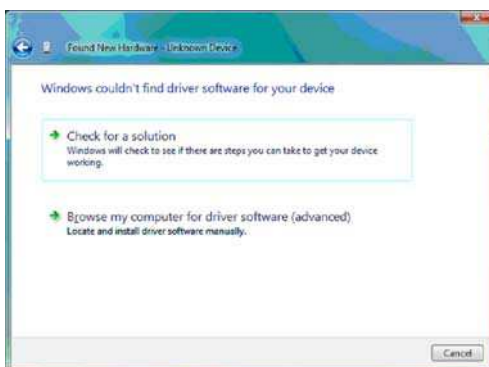 Found New Hardware - Unknown Device
Windows couldn't find driver software for your device
Check for a solution
Windows will check to see if there are steps you can take to get your device
working.
Browse my computer for driver software (advanced)
Locate and install driver software manually.
Cancel